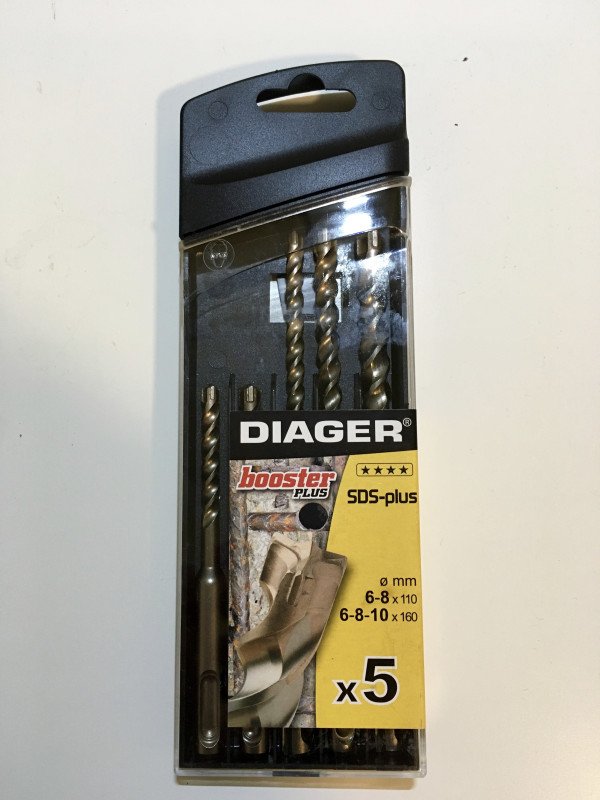 DIAGER®
booster
PLUS
SDS-plus
ø mm
6-8 x 110
6-8-10 x 160
x5